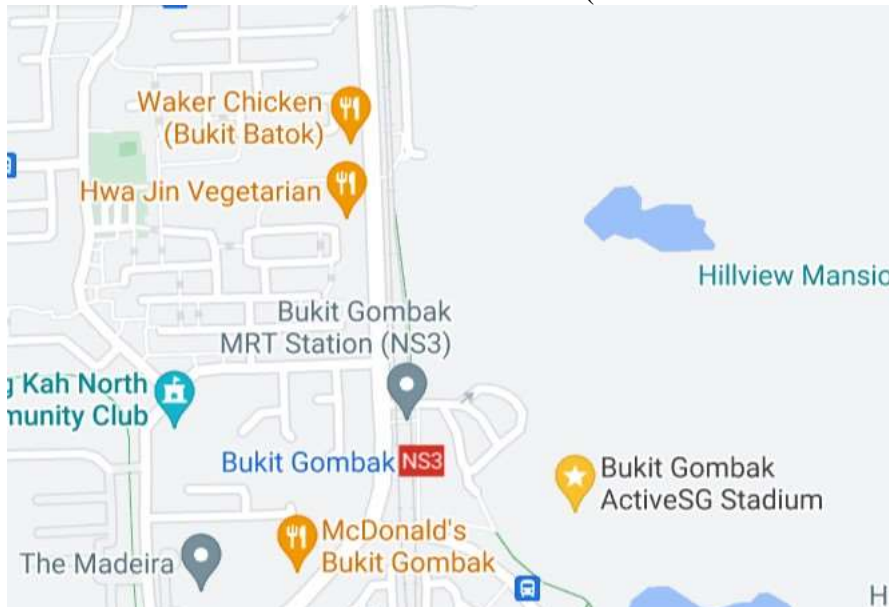 (
Waker Chicken
(Bukit Batok)
Hwa Jin Vegetarian
Hillview Mansio
Bukit Gombak
MRT Station (NS3)
g Kah North
munity Club
Bukit Gombak NS3
Bukit Gombak
ActiveSG Stadium
McDonald's
Bukit Gombak
The Madeira
H